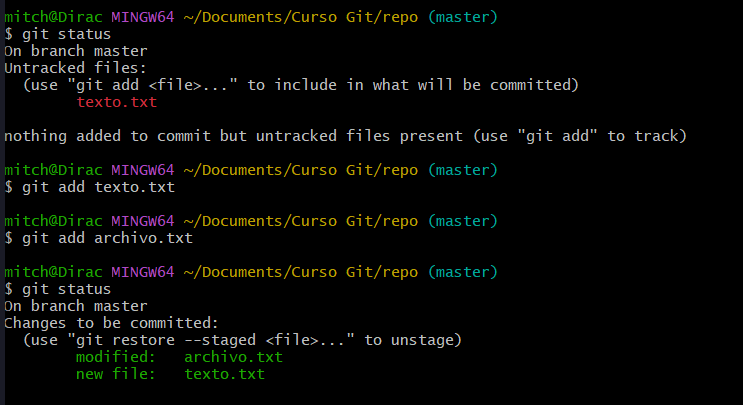 mitch@Dirac MINGW64 ~/Documents/Curso Git/repo (master)
$ git status
On branch master
Untracked files:
  (use "git add <file>..." to include in what will be committed)
        texto.txt

nothing added to commit but untracked files present (use "git add" to track)

mitch@Dirac MINGW64 ~/Documents/Curso Git/repo (master)
$ git add texto.txt

mitch@Dirac MINGW64 ~/Documents/Curso Git/repo (master)
$ git add archivo.txt

mitch@Dirac MINGW64 ~/Documents/Curso Git/repo (master)
$ git status
On branch master
Changes to be committed:
  (use "git restore --staged <file>..." to unstage)
        modified:   archivo.txt
        new file:   texto.txt